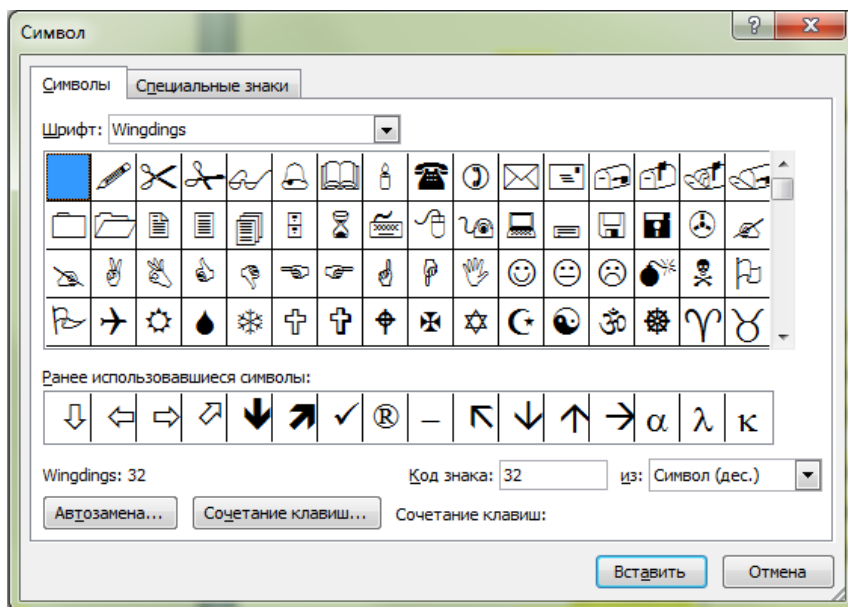 Символ
Символы Специальные знаки
Шрифт: Wingdings
Ранее использовавшиеся символы:
⇩ ⇦ ⇨ ⬀ 🡻 🡽 ✓ ® – 🡤 🡣 🡡 🡢 α λ κ
Wingdings: 32 Код знака: 32 из: Символ (дес.)
Автозамена... Сочетание клавиш... Сочетание клавиш:
Вставить Отмена